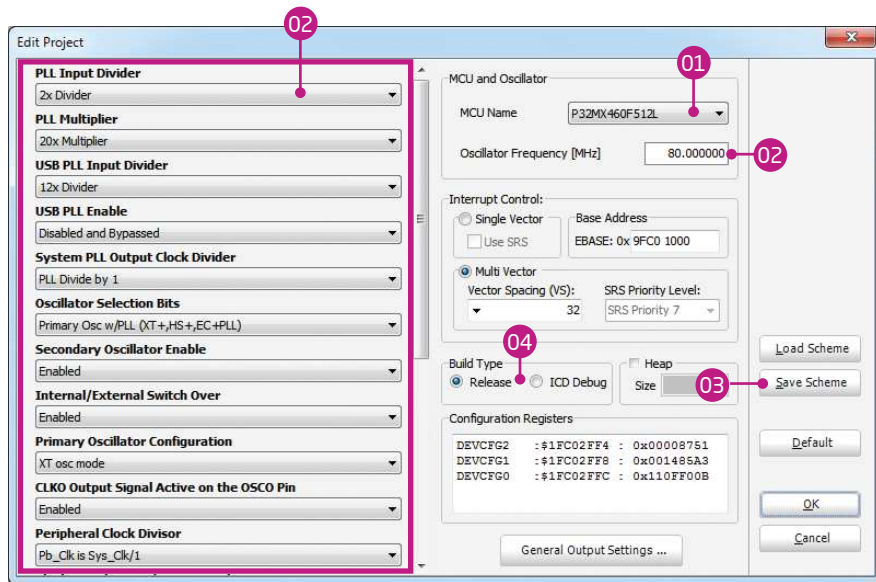 02
Edit Project
PLL Input Divider
2x Divider
PLL Multiplier
20x Multiplier
USB PLL Input Divider
12x Divider
USB PLL Enable
Disabled and Bypassed
System PLL Output Clock Divider
PLL Divide by 1
Oscillator Selection Bits
Primary Osc w/PLL (XT+,HS+,EC+PLL)
Secondary Oscillator Enable
Enabled
Internal/External Switch Over
Enabled
Primary Oscillator Configuration
XT osc mode
CLKO Output Signal Active on the OSCO Pin
Enabled
Peripheral Clock Divisor
Pb_Clk is Sys_Clk/1
01
MCU and Oscillator
MCU Name P32MX460F512L
Oscillator Frequency [MHz] 80.000000
02
Interrupt Control:
Single Vector
Use SRS
Base Address
EBASE: 0x 9FC0 1000
Multi Vector
Vector Spacing (VS): SRS Priority Level:
32 SRS Priority 7
04
Build Type
Release ICD Debug
Heap
Size
03
Configuration Registers
DEVCFG2 :$1FC02FF4 : 0x00008751
DEVCFG1 :$1FC02FF8 : 0x001485A3
DEVCFG0 :$1FC02FFC : 0x110FF00B
General Output Settings ...
Load Scheme
Save Scheme
Default
OK
Cancel